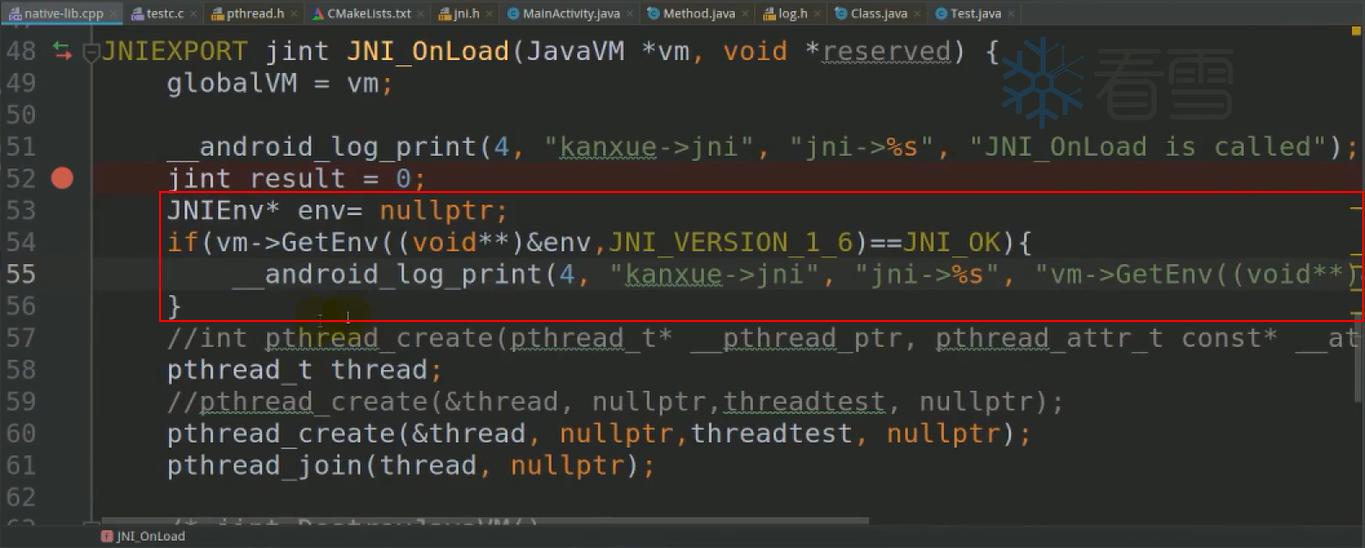 native-lib.cpp testc.c pthread.h CMakeLists.txt jni.h MainActivity.java Method.java log.h Class.java Test.java
看雪
48 JNIEXPORT jint JNI_OnLoad(JavaVM *vm, void *reserved) {
49 globalVM = vm;
50
51 __android_log_print(4, "kanxue->jni", "jni->%s", "JNI_OnLoad is called");
52 jint result = 0;
53 JNIEnv* env= nullptr;
54 if(vm->GetEnv((void**)&env,JNI_VERSION_1_6)==JNI_OK){
55 __android_log_print(4, "kanxue->jni", "jni->%s", "vm->GetEnv((void**)
56 }
57 //int pthread_create(pthread_t* __pthread_ptr, pthread_attr_t const* __at
58 pthread_t thread;
59 //pthread_create(&thread, nullptr,threadtest, nullptr);
60 pthread_create(&thread, nullptr,threadtest, nullptr);
61 pthread_join(thread, nullptr);
62
63 /* jint DestroyJavaVM()
JNI_OnLoad